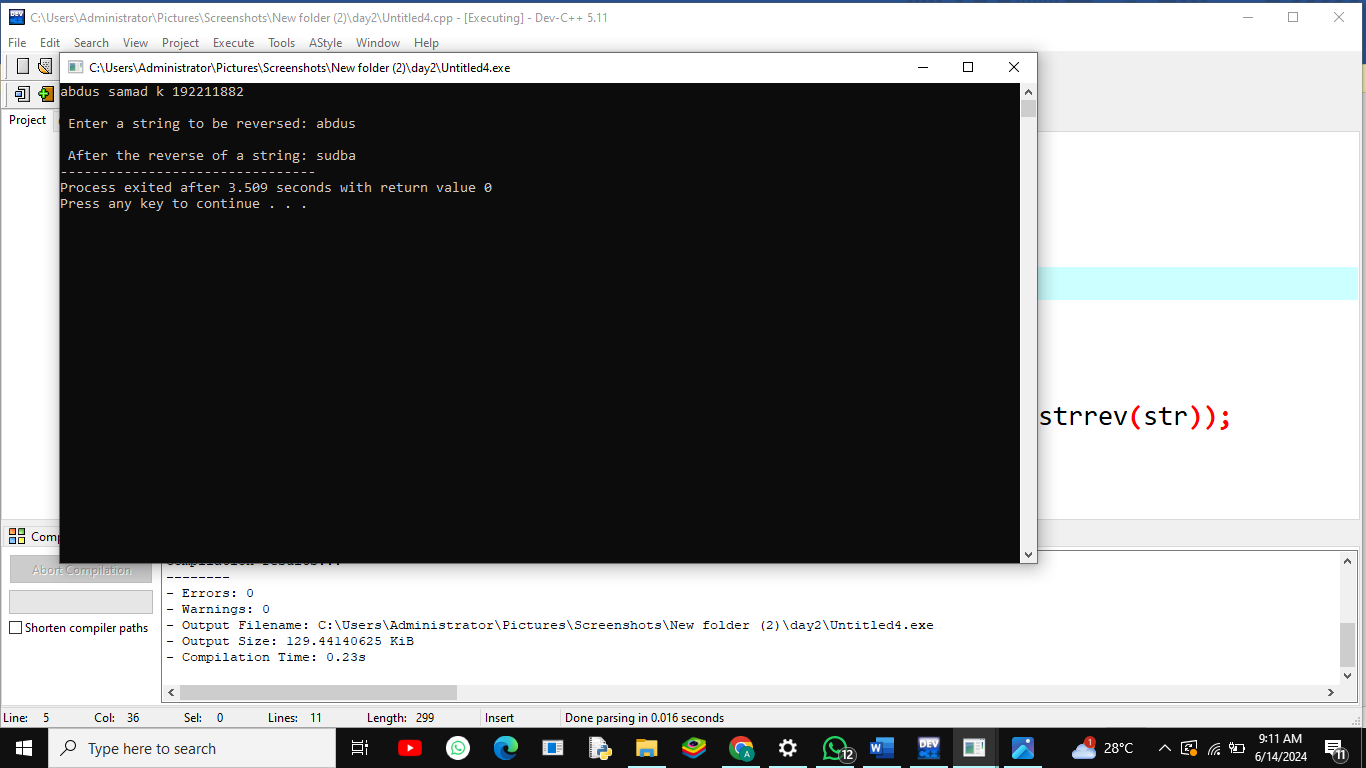 C:\Users\Administrator\Pictures\Screenshots\New folder (2)\day2\Untitled4.cpp - [Executing] - Dev-C++ 5.11
File Edit Search View Project Execute Tools AStyle Window Help
C:\Users\Administrator\Pictures\Screenshots\New folder (2)\day2\Untitled4.exe
Project
abdus samad k 192211882
Enter a string to be reversed: abdus
After the reverse of a string: sudba
--------------------------------
Process exited after 3.509 seconds with return value 0
Press any key to continue . . .
strrev(str));
Abort Compilation
Shorten compiler paths
--------
- Errors: 0
- Warnings: 0
- Output Filename: C:\Users\Administrator\Pictures\Screenshots\New folder (2)\day2\Untitled4.exe
- Output Size: 129.44140625 KiB
- Compilation Time: 0.23s
Line: 5 Col: 36 Sel: 0 Lines: 11 Length: 299 Insert Done parsing in 0.016 seconds
Type here to search
DEV
12
1
28°C
9:11 AM
6/14/2024
11